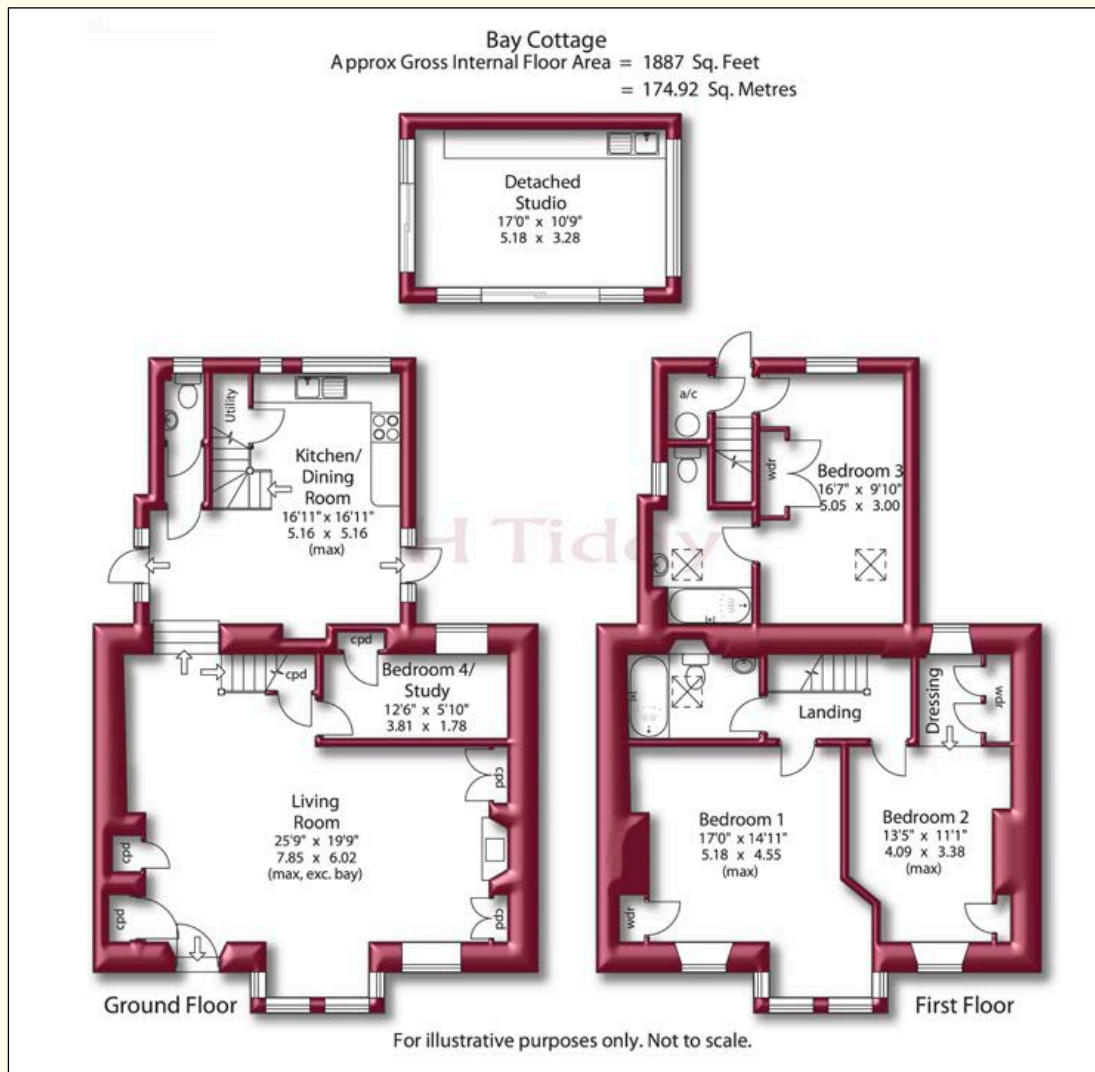 Bay Cottage
Approx Gross Internal Floor Area = 1887 Sq. Feet
= 174.92 Sq. Metres
Detached
Studio
17'0" x 10'9"
5.18 x 3.28
Utility
Kitchen/
Dining
Room
16'11" x 16'11"
5.16 x 5.16
(max)
cpd
cpd
Bedroom 4/
Study
12'6" x 5'10"
3.81 x 1.78
cpd
Living
Room
25'9" x 19'9"
7.85 x 6.02
(max, exc. bay)
cpd
cpd
cpd
Ground Floor
a/c
wdr
Bedroom 3
16'7" x 9'10"
5.05 x 3.00
H Tiddy
Landing
Dressing
wdr
Bedroom 1
17'0" x 14'11"
5.18 x 4.55
(max)
Bedroom 2
13'5" x 11'1"
4.09 x 3.38
(max)
wdr
First Floor
For illustrative purposes only. Not to scale.